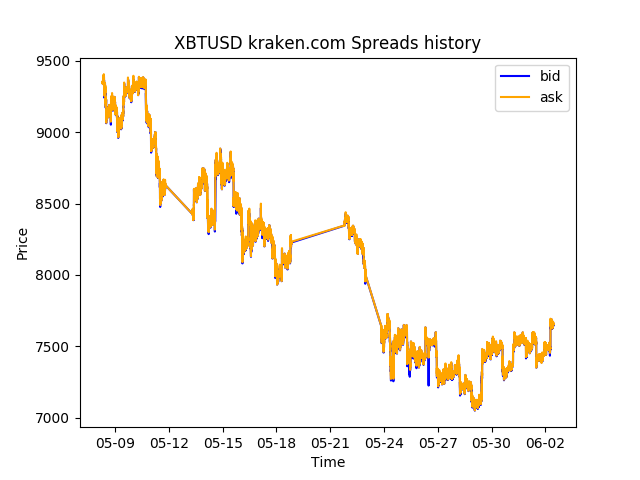 XBTUSD kraken.com Spreads history
bid
ask
9500
9000
8500
8000
7500
7000
Price
05-09 05-12 05-15 05-18 05-21 05-24 05-27 05-30 06-02
Time